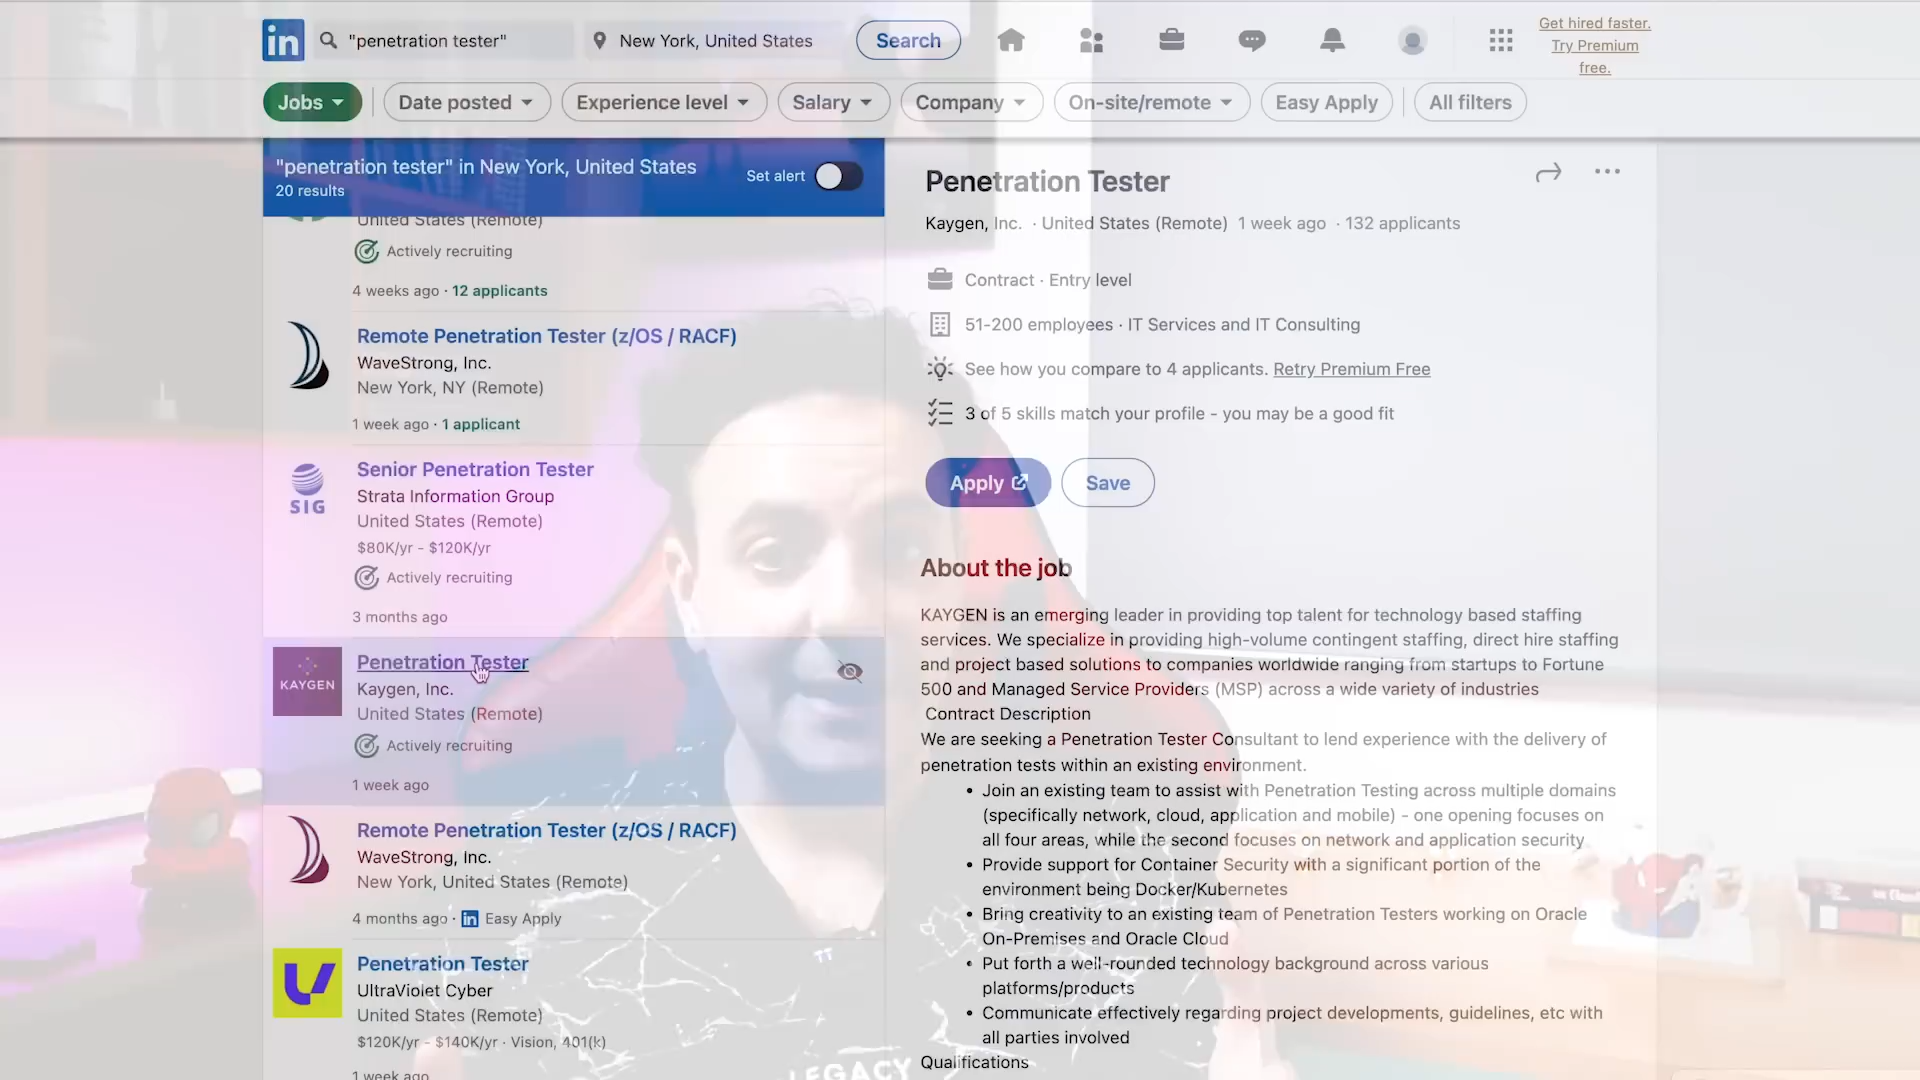 in
"penetration tester"
New York, United States
Search
Get hired faster.
Try Premium
free.
Jobs
Date posted
Experience level
Salary
Company
On-site/remote
Easy Apply
All filters
"penetration tester" in New York, United States
20 results
Set alert
United States (Remote)
Actively recruiting
4 weeks ago · 12 applicants
Remote Penetration Tester (z/OS / RACF)
WaveStrong, Inc.
New York, NY (Remote)
1 week ago · 1 applicant
SIG
Senior Penetration Tester
Strata Information Group
United States (Remote)
$80K/yr - $120K/yr
Actively recruiting
3 months ago
KAYGEN
Penetration Tester
Kaygen, Inc.
United States (Remote)
Actively recruiting
1 week ago
Remote Penetration Tester (z/OS / RACF)
WaveStrong, Inc.
New York, United States (Remote)
4 months ago · in Easy Apply
Penetration Tester
UltraViolet Cyber
United States (Remote)
$120K/yr - $140K/yr · Vision, 401(k)
1 week ago
Penetration Tester
Kaygen, Inc. · United States (Remote) 1 week ago · 132 applicants
Contract · Entry level
51-200 employees · IT Services and IT Consulting
See how you compare to 4 applicants. Retry Premium Free
3 of 5 skills match your profile - you may be a good fit
Apply
Save
About the job
KAYGEN is an emerging leader in providing top talent for technology based staffing
services. We specialize in providing high-volume contingent staffing, direct hire staffing
and project based solutions to companies worldwide ranging from startups to Fortune
500 and Managed Service Providers (MSP) across a wide variety of industries
Contract Description
We are seeking a Penetration Tester Consultant to lend experience with the delivery of
penetration tests within an existing environment.
• Join an existing team to assist with Penetration Testing across multiple domains
(specifically network, cloud, application and mobile) - one opening focuses on
all four areas, while the second focuses on network and application security
• Provide support for Container Security with a significant portion of the
environment being Docker/Kubernetes
• Bring creativity to an existing team of Penetration Testers working on Oracle
On-Premises and Oracle Cloud
• Put forth a well-rounded technology background across various
platforms/products
• Communicate effectively regarding project developments, guidelines, etc with
all parties involved
Qualifications
LEGACY